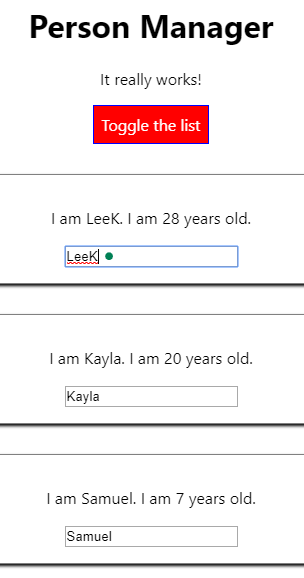 Person Manager
It really works!
Toggle the list
I am LeeK. I am 28 years old.
LeeK
I am Kayla. I am 20 years old.
Kayla
I am Samuel. I am 7 years old.
Samuel